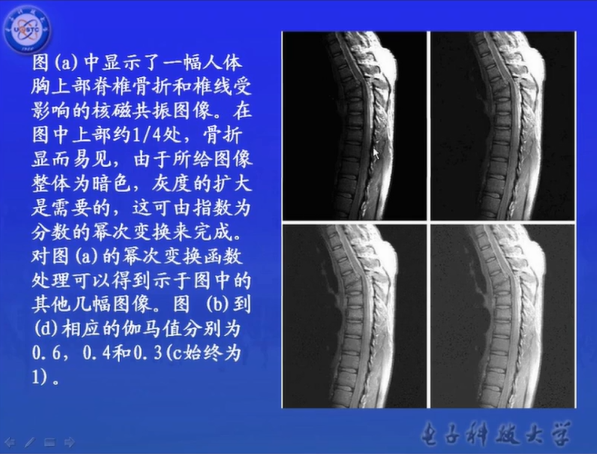 图(a)中显示了一幅人体
胸上部脊椎骨折和椎线受
影响的核磁共振图像。在
图中上部约1/4处，骨折
显而易见，由于所给图像
整体为暗色，灰度的扩大
是需要的，这可由指数为
分数的幂次变换来完成。
对图(a)的幂次变换函数
处理可以得到示于图中的
其他几幅图像。图 (b)到
(d)相应的伽马值分别为
0.6，0.4和0.3(c始终为
1)。
电子科技大学